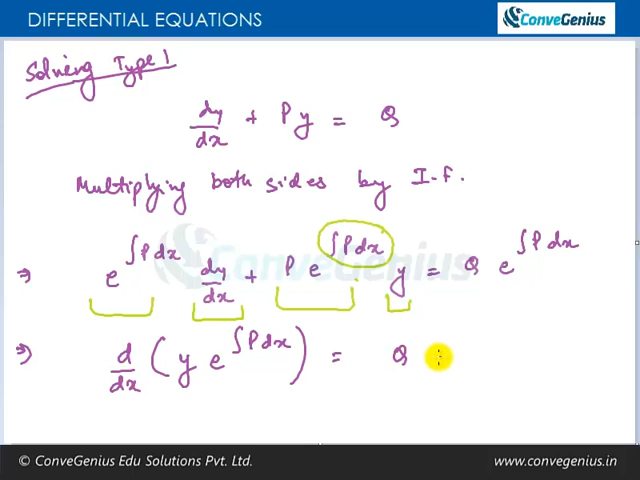 DIFFERENTIAL EQUATIONS
ConveGenius
Solving Type 1
dy/dx + Py = Q
Multiplying both sides by I.F.
⇒ e^∫Pdx dy/dx + P e^∫Pdx y = Q e^∫Pdx
⇒ d/dx (y e^∫Pdx) = Q
© ConveGenius Edu Solutions Pvt. Ltd.
www.convegenius.in